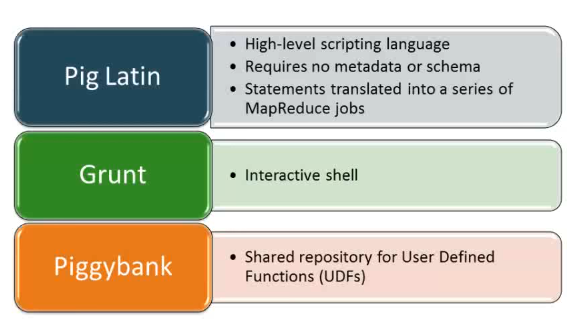 Pig Latin
• High-level scripting language
• Requires no metadata or schema
• Statements translated into a series of
MapReduce jobs
Grunt
• Interactive shell
Piggybank
• Shared repository for User Defined
Functions (UDFs)